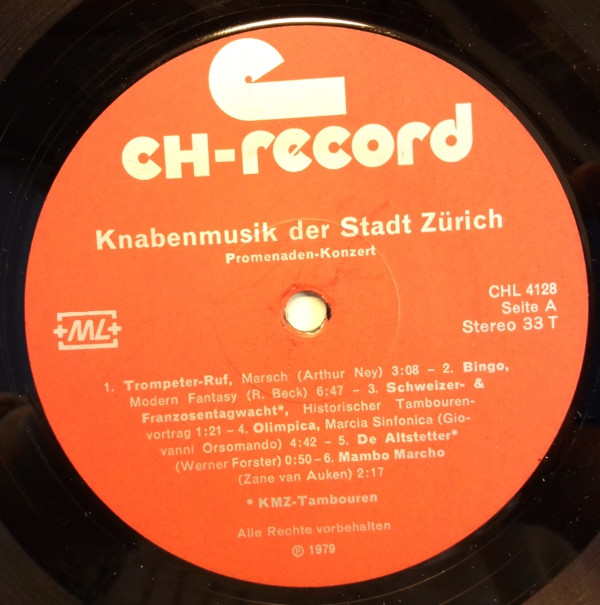 CH-record
Knabenmusik der Stadt Zürich
Promenaden-Konzert
CHL 4128
Seite A
Stereo 33 T
+ML+
1. Trompeter-Ruf, Marsch (Arthur Ney) 3:08 – 2. Bingo,
Modern Fantasy (R. Beck) 6:47 – 3. Schweizer- &
Franzosentagwacht*, Historischer Tambouren-
vortrag 1:21 – 4. Olimpica, Marcia Sinfonica (Gio-
vanni Orsomando) 4:42 – 5. De Altstetter*
(Werner Forster) 0:50 – 6. Mambo Marcho
(Zane van Auken) 2:17
* KMZ-Tambouren
Alle Rechte vorbehalten
℗ 1979